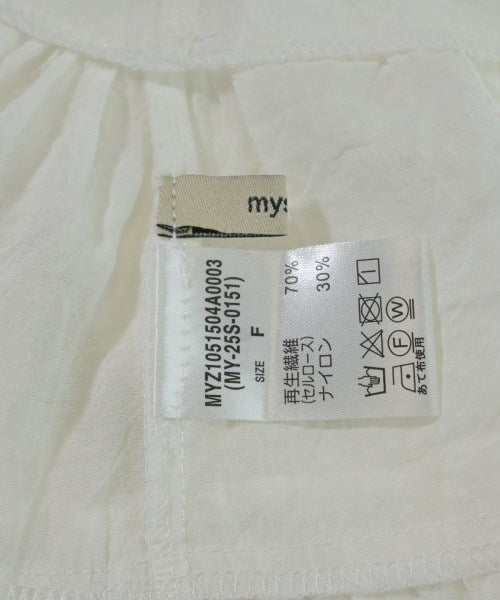 mys
MYZ1051504A0003
(MY-25S-0151)
SIZE F
再生繊維 70%
(セルロース)
ナイロン 30%
F W
あて布使用